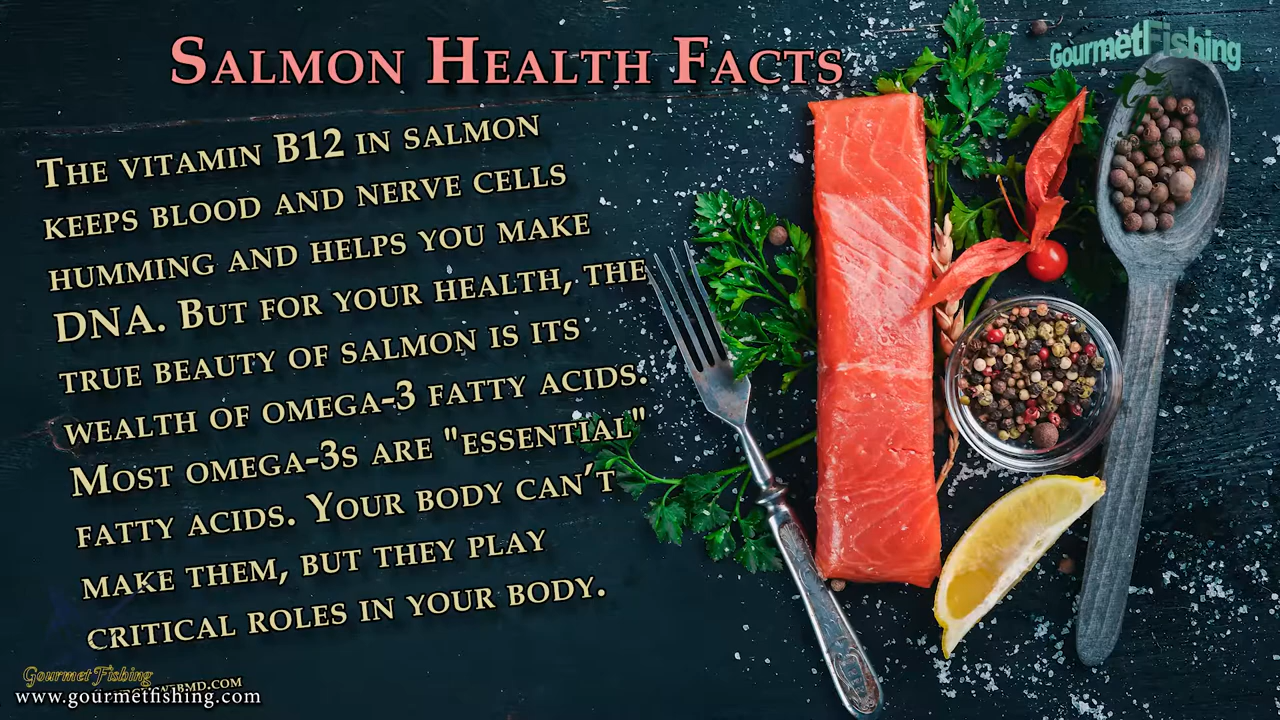 Salmon Health Facts
GourmetFishing
The vitamin B12 in salmon
keeps blood and nerve cells
humming and helps you make
DNA. But for your health, the
true beauty of salmon is its
wealth of omega-3 fatty acids.
Most omega-3s are "essential"
fatty acids. Your body can’t
make them, but they play
critical roles in your body.
GourmetFishing
www.gourmetfishing.com